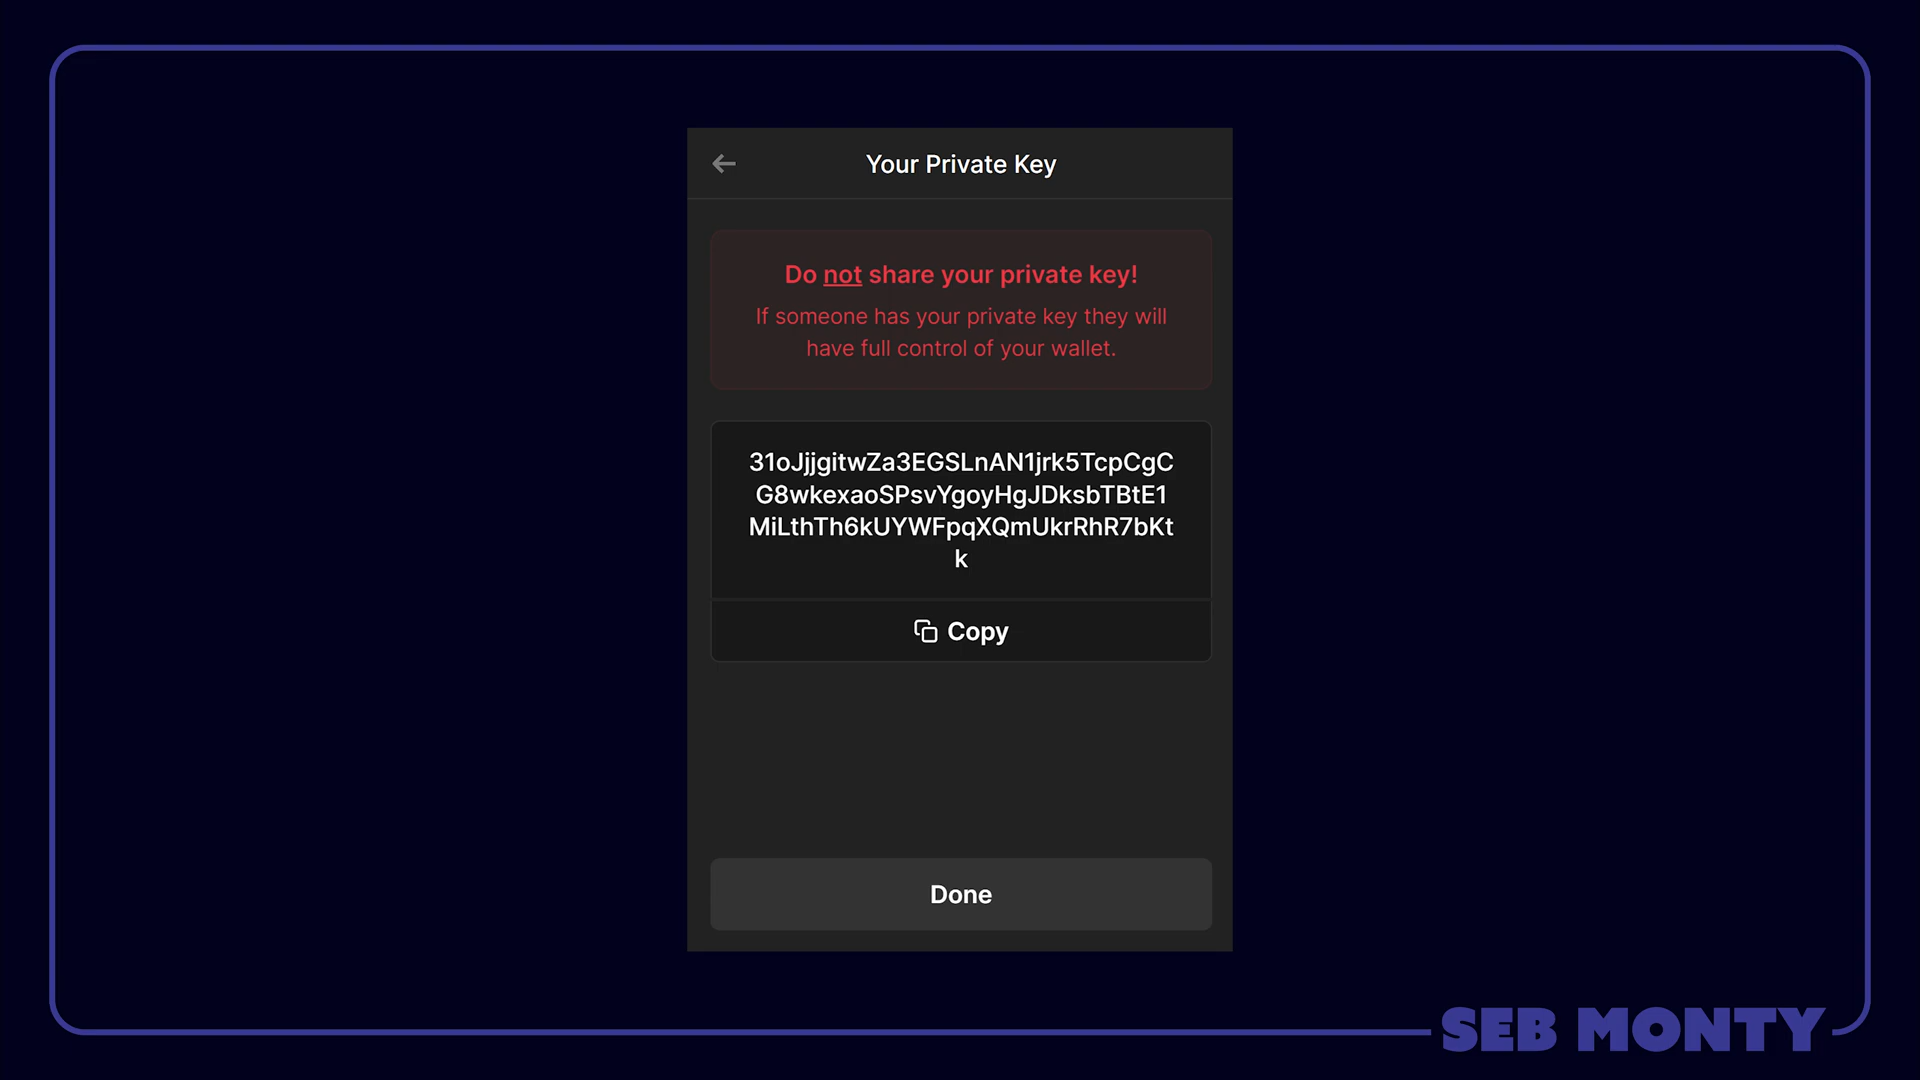 Your Private Key
Do not share your private key!
If someone has your private key they will
have full control of your wallet.
31oJjjgitwZa3EGSLnAN1jrk5TcpCgC
G8wkexaoSPsvYgoyHgJDksbTBtE1
MiLthTh6kUYWFpqXQmUkrRhR7bKt
k
Copy
Done
SEB MONTY